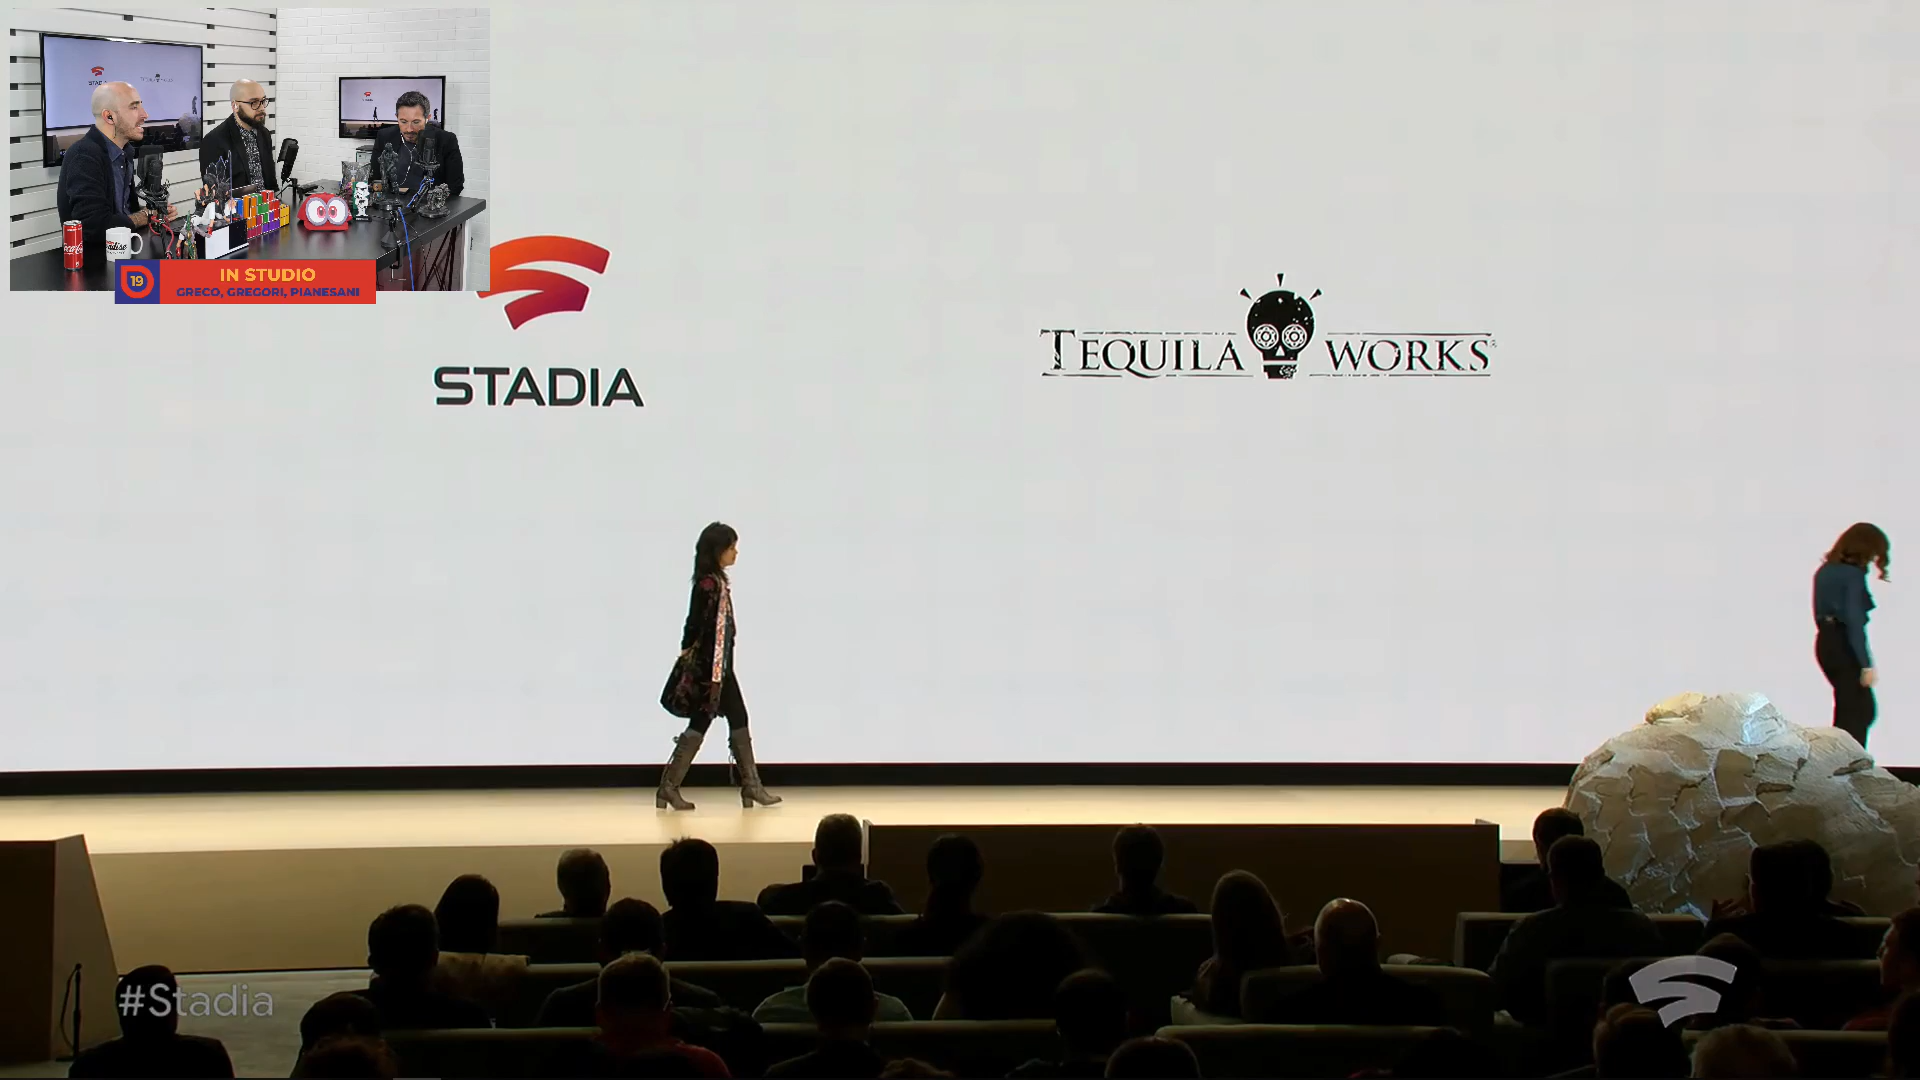 19
IN STUDIO
GRECO, GREGORI, PIANESANI
STADIA
TEQUILA WORKS
#Stadia